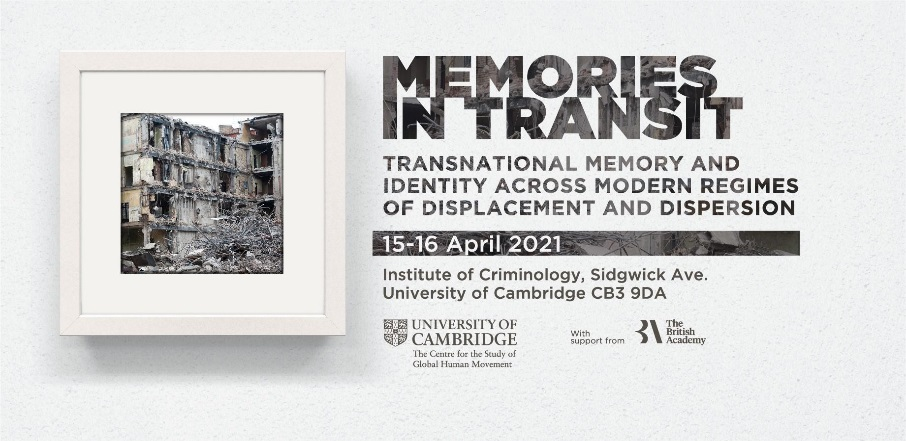 MEMORIES
IN TRANSIT
TRANSNATIONAL MEMORY AND
IDENTITY ACROSS MODERN REGIMES
OF DISPLACEMENT AND DISPERSION
15-16 April 2021
Institute of Criminology, Sidgwick Ave.
University of Cambridge CB3 9DA
UNIVERSITY OF
CAMBRIDGE
The Centre for the Study of
Global Human Movement
With
support from
BA
The
British
Academy